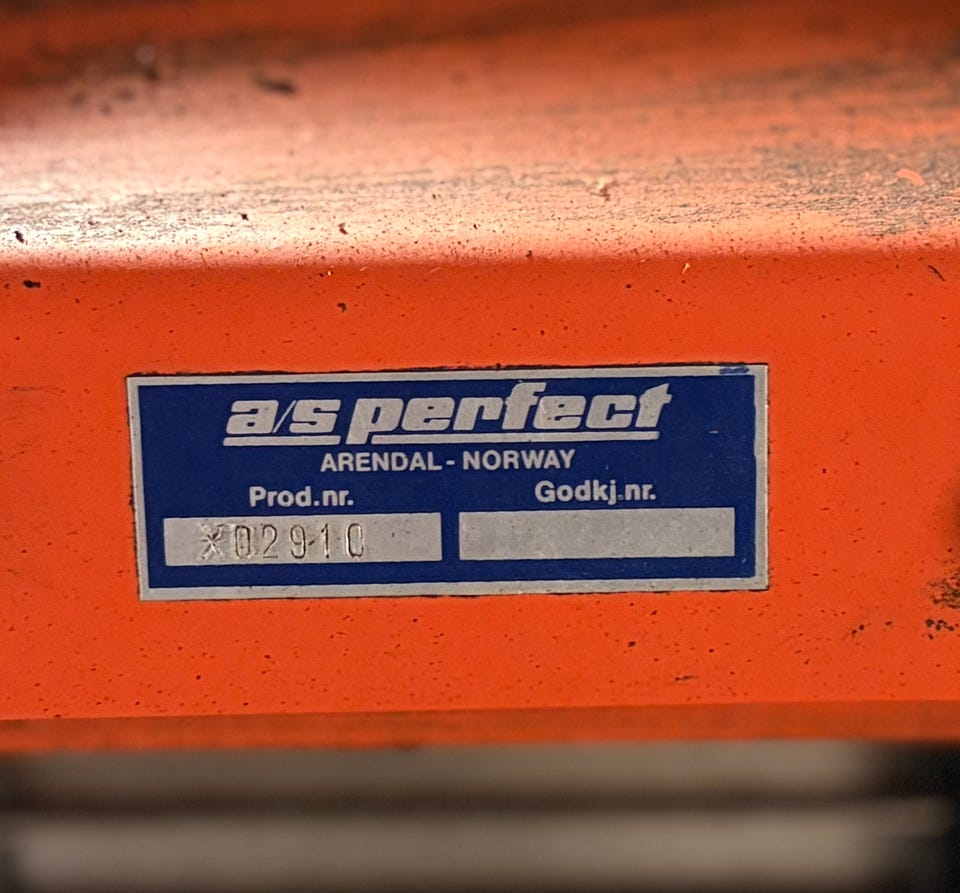 a/s perfect
ARENDAL - NORWAY
Prod.nr. Godkj.nr.
X02910